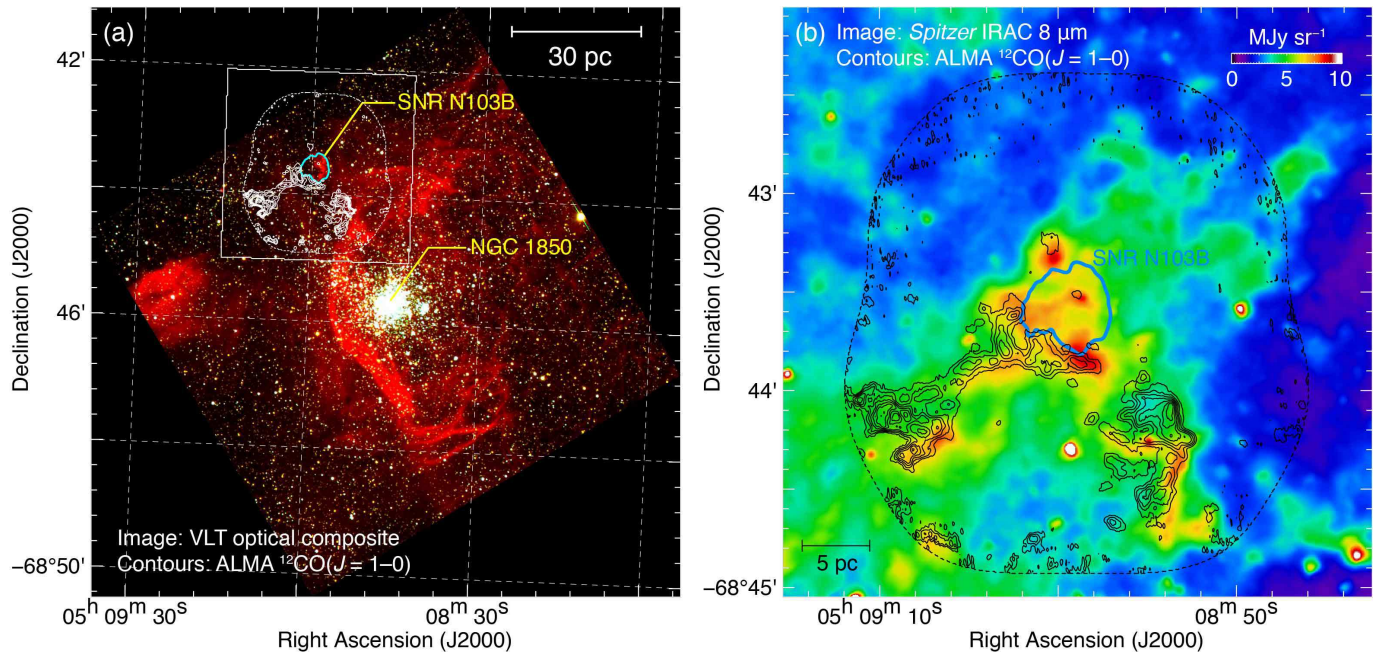 (a)
30 pc
SNR N103B
NGC 1850
Image: VLT optical composite
Contours: ALMA ¹²CO(J = 1–0)
42'
46'
−68°50'
Declination (J2000)
05ʰ 09ᵐ 30ˢ
08ᵐ 30ˢ
Right Ascension (J2000)
(b)
Image: Spitzer IRAC 8 μm
Contours: ALMA ¹²CO(J = 1–0)
MJy sr⁻¹
0 5 10
SNR N103B
5 pc
43'
44'
−68°45'
Declination (J2000)
05ʰ 09ᵐ 10ˢ
08ᵐ 50ˢ
Right Ascension (J2000)